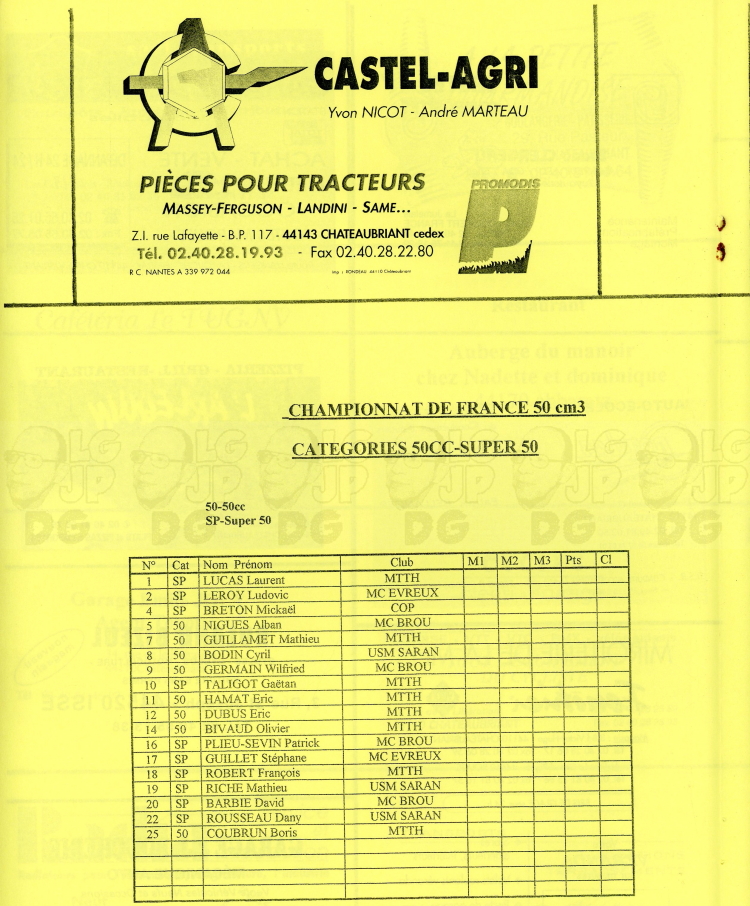 CASTEL-AGRI
Yvon NICOT - André MARTEAU
PIÈCES POUR TRACTEURS
MASSEY-FERGUSON - LANDINI - SAME...
PROMODIS
P
Z.I. rue Lafayette - B.P. 117 - 44143 CHATEAUBRIANT cedex
Tél. 02.40.28.19.93 - Fax 02.40.28.22.80
R C NANTES A 339 972 044
Imp : RONDEAU 44110 Châteaubriant
CHAMPIONNAT DE FRANCE 50 cm3
CATEGORIES 50CC-SUPER 50
LG JP DG
50-50cc
SP-Super 50
N° Cat Nom Prénom Club M1 M2 M3 Pts Cl
1 SP LUCAS Laurent MTTH
2 SP LEROY Ludovic MC EVREUX
4 SP BRETON Mickaël COP
5 50 NIGUES Alban MC BROU
7 50 GUILLAMET Mathieu MTTH
8 50 BODIN Cyril USM SARAN
9 50 GERMAIN Wilfried MC BROU
10 SP TALIGOT Gaëtan MTTH
11 50 HAMAT Eric MTTH
12 50 DUBUS Eric MTTH
14 50 BIVAUD Olivier MTTH
16 SP PLIEU-SEVIN Patrick MC BROU
17 SP GUILLET Stéphane MC EVREUX
18 SP ROBERT François MTTH
19 SP RICHE Mathieu USM SARAN
20 SP BARBIE David MC BROU
22 SP ROUSSEAU Dany USM SARAN
25 50 COUBRUN Boris MTTH